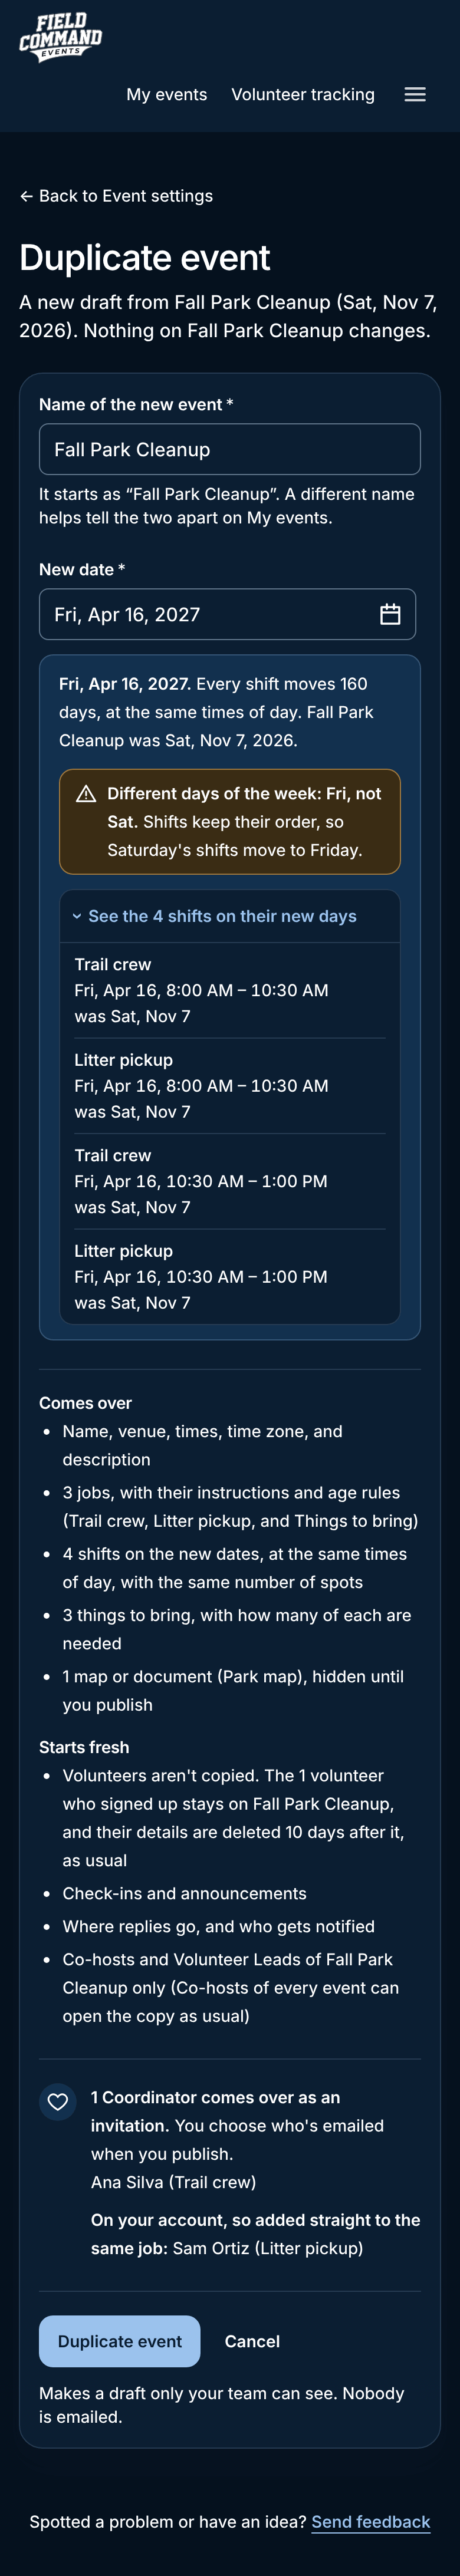 FIELD
COMMAND
EVENTS
My events Volunteer tracking
← Back to Event settings
Duplicate event
A new draft from Fall Park Cleanup (Sat, Nov 7,
2026). Nothing on Fall Park Cleanup changes.
Name of the new event *
Fall Park Cleanup
It starts as “Fall Park Cleanup”. A different name
helps tell the two apart on My events.
New date *
Fri, Apr 16, 2027
Fri, Apr 16, 2027. Every shift moves 160
days, at the same times of day. Fall Park
Cleanup was Sat, Nov 7, 2026.
Different days of the week: Fri, not
Sat. Shifts keep their order, so
Saturday's shifts move to Friday.
See the 4 shifts on their new days
Trail crew
Fri, Apr 16, 8:00 AM – 10:30 AM
was Sat, Nov 7
Litter pickup
Fri, Apr 16, 8:00 AM – 10:30 AM
was Sat, Nov 7
Trail crew
Fri, Apr 16, 10:30 AM – 1:00 PM
was Sat, Nov 7
Litter pickup
Fri, Apr 16, 10:30 AM – 1:00 PM
was Sat, Nov 7
Comes over
• Name, venue, times, time zone, and
description
• 3 jobs, with their instructions and age rules
(Trail crew, Litter pickup, and Things to bring)
• 4 shifts on the new dates, at the same times
of day, with the same number of spots
• 3 things to bring, with how many of each are
needed
• 1 map or document (Park map), hidden until
you publish
Starts fresh
• Volunteers aren't copied. The 1 volunteer
who signed up stays on Fall Park Cleanup,
and their details are deleted 10 days after it,
as usual
• Check-ins and announcements
• Where replies go, and who gets notified
• Co-hosts and Volunteer Leads of Fall Park
Cleanup only (Co-hosts of every event can
open the copy as usual)
1 Coordinator comes over as an
invitation. You choose who's emailed
when you publish.
Ana Silva (Trail crew)
On your account, so added straight to the
same job: Sam Ortiz (Litter pickup)
Duplicate event Cancel
Makes a draft only your team can see. Nobody
is emailed.
Spotted a problem or have an idea? Send feedback